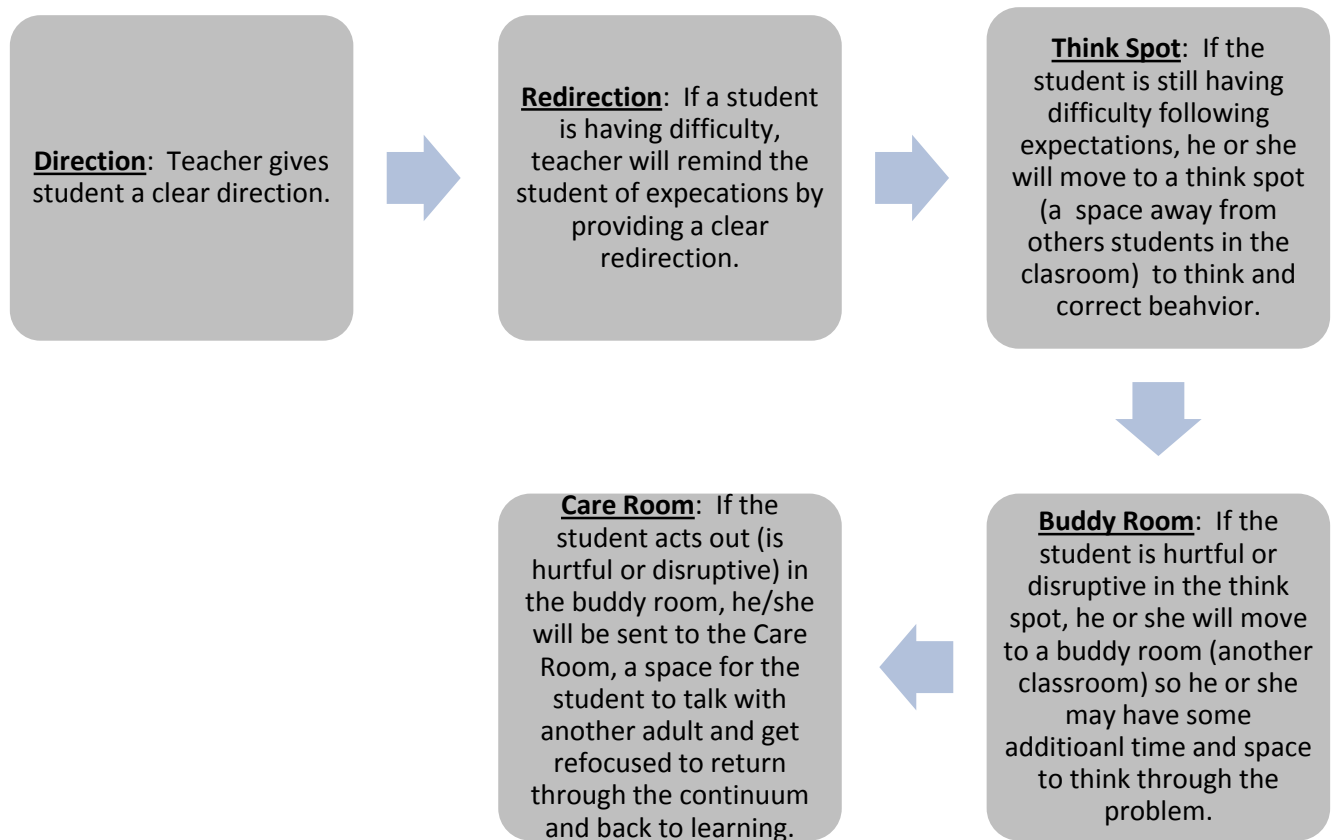 Direction: Teacher gives
student a clear direction.
Redirection: If a student
is having difficulty,
teacher will remind the
student of expecations by
providing a clear
redirection.
Think Spot: If the
student is still having
difficulty following
expectations, he or she
will move to a think spot
(a space away from
others students in the
clasroom) to think and
correct beahvior.
Buddy Room: If the
student is hurtful or
disruptive in the think
spot, he or she will move
to a buddy room (another
classroom) so he or she
may have some
additioanl time and space
to think through the
problem.
Care Room: If the
student acts out (is
hurtful or disruptive) in
the buddy room, he/she
will be sent to the Care
Room, a space for the
student to talk with
another adult and get
refocused to return
through the continuum
and back to learning.